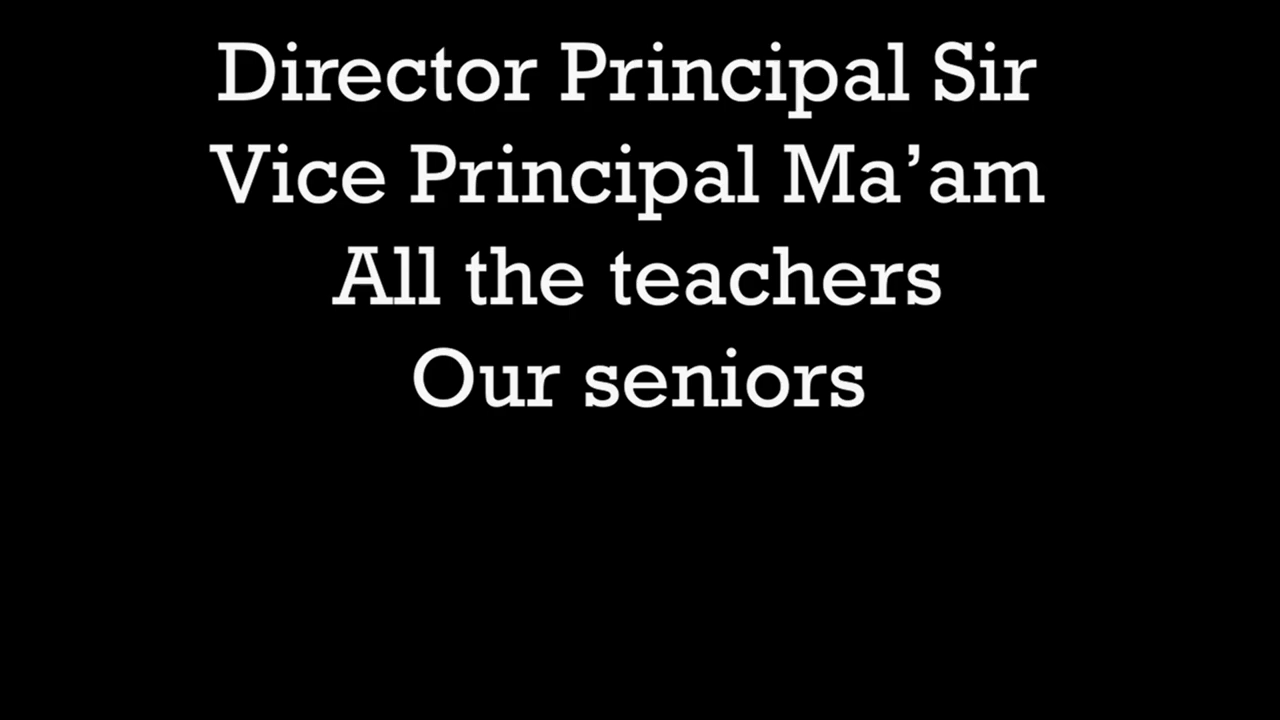 Director Principal Sir
Vice Principal Ma’am
All the teachers
Our seniors